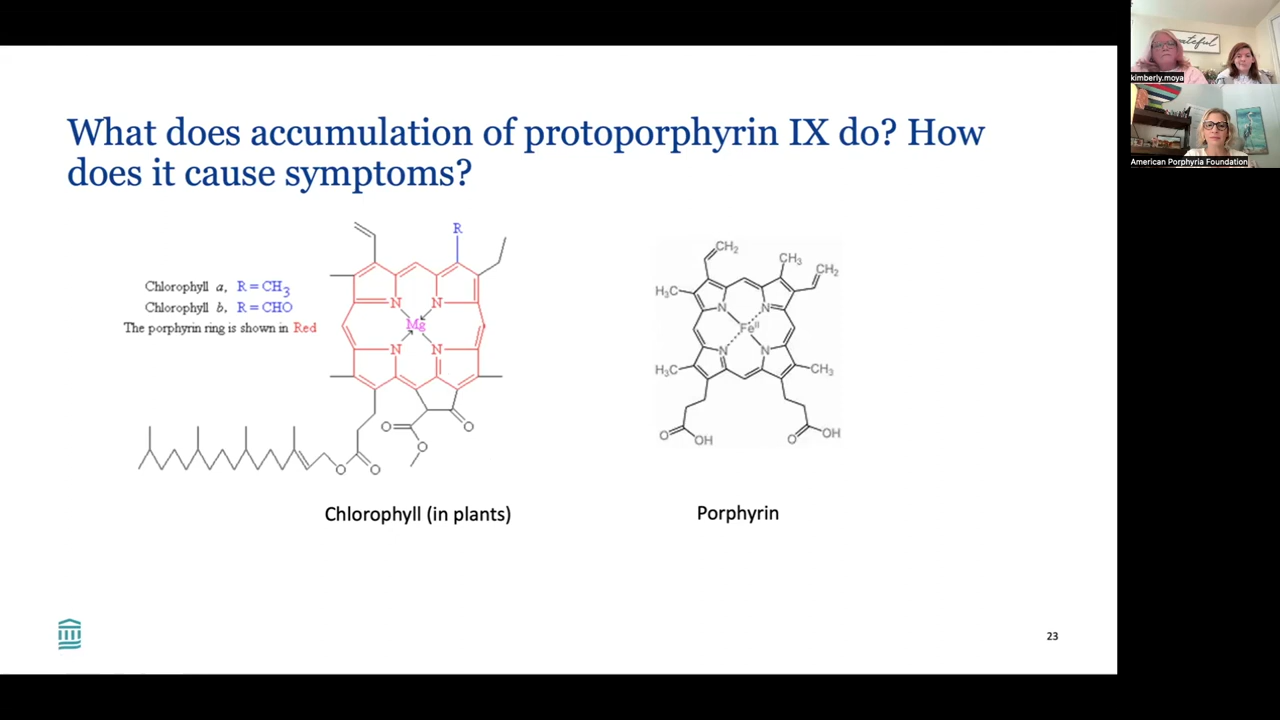 What does accumulation of protoporphyrin IX do? How
does it cause symptoms?
Chlorophyll a, R = CH3
Chlorophyll b, R = CHO
The porphyrin ring is shown in Red
R
N N
Mg
N N
O
O
O
O
O
CH2
CH3
CH2
H3C
N N
FeII
N N
H3C
CH3
O
OH
O
OH
Chlorophyll (in plants)
Porphyrin
23
grateful
kimberly.moya
American Porphyria Foundation